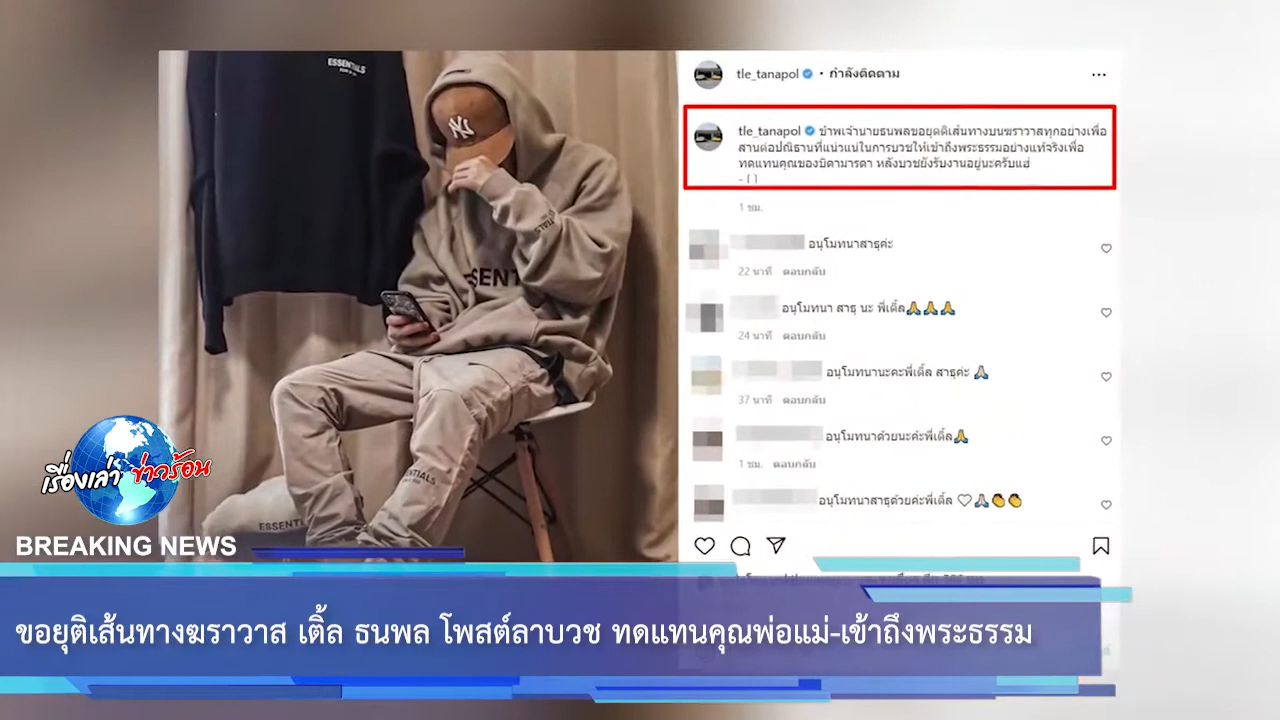 ESSENTIALS
tle_tanapol • กำลังติดตาม
tle_tanapol ข้าพเจ้านายธนพลขอยุตติเส้นทางบนฆราวาสทุกอย่างเพื่อ
สานต่อปณิธานที่แน่วแน่ในการบวชให้เข้าถึงพระธรรมอย่างแท้จริงเพื่อ
ทดแทนคุณของบิดามารดา หลังบวชยังรับงานอยู่นะครับแฮ่
- [ ]
1 ชม.
อนุโมทนาสาธุค่ะ
22 นาที ตอบกลับ
อนุโมทนา สาธุ นะ พี่เติ้ล🙏🙏🙏
24 นาที ตอบกลับ
อนุโมทนานะคะพี่เติ้ล สาธุค่ะ 🙏
37 นาที ตอบกลับ
อนุโมทนาด้วยนะค้ะพี่เติ้ล🙏
1 ชม. ตอบกลับ
อนุโมทนาสาธุด้วยค่ะพี่เติ้ล ♡🙏👏👏
NY
SENT
ENTIALS
ESSENTI
เรื่องเล่า ข่าวร้อน
BREAKING NEWS
ขอยุติเส้นทางฆราวาส เติ้ล ธนพล โพสต์ลาบวช ทดแทนคุณพ่อแม่-เข้าถึงพระธรรม